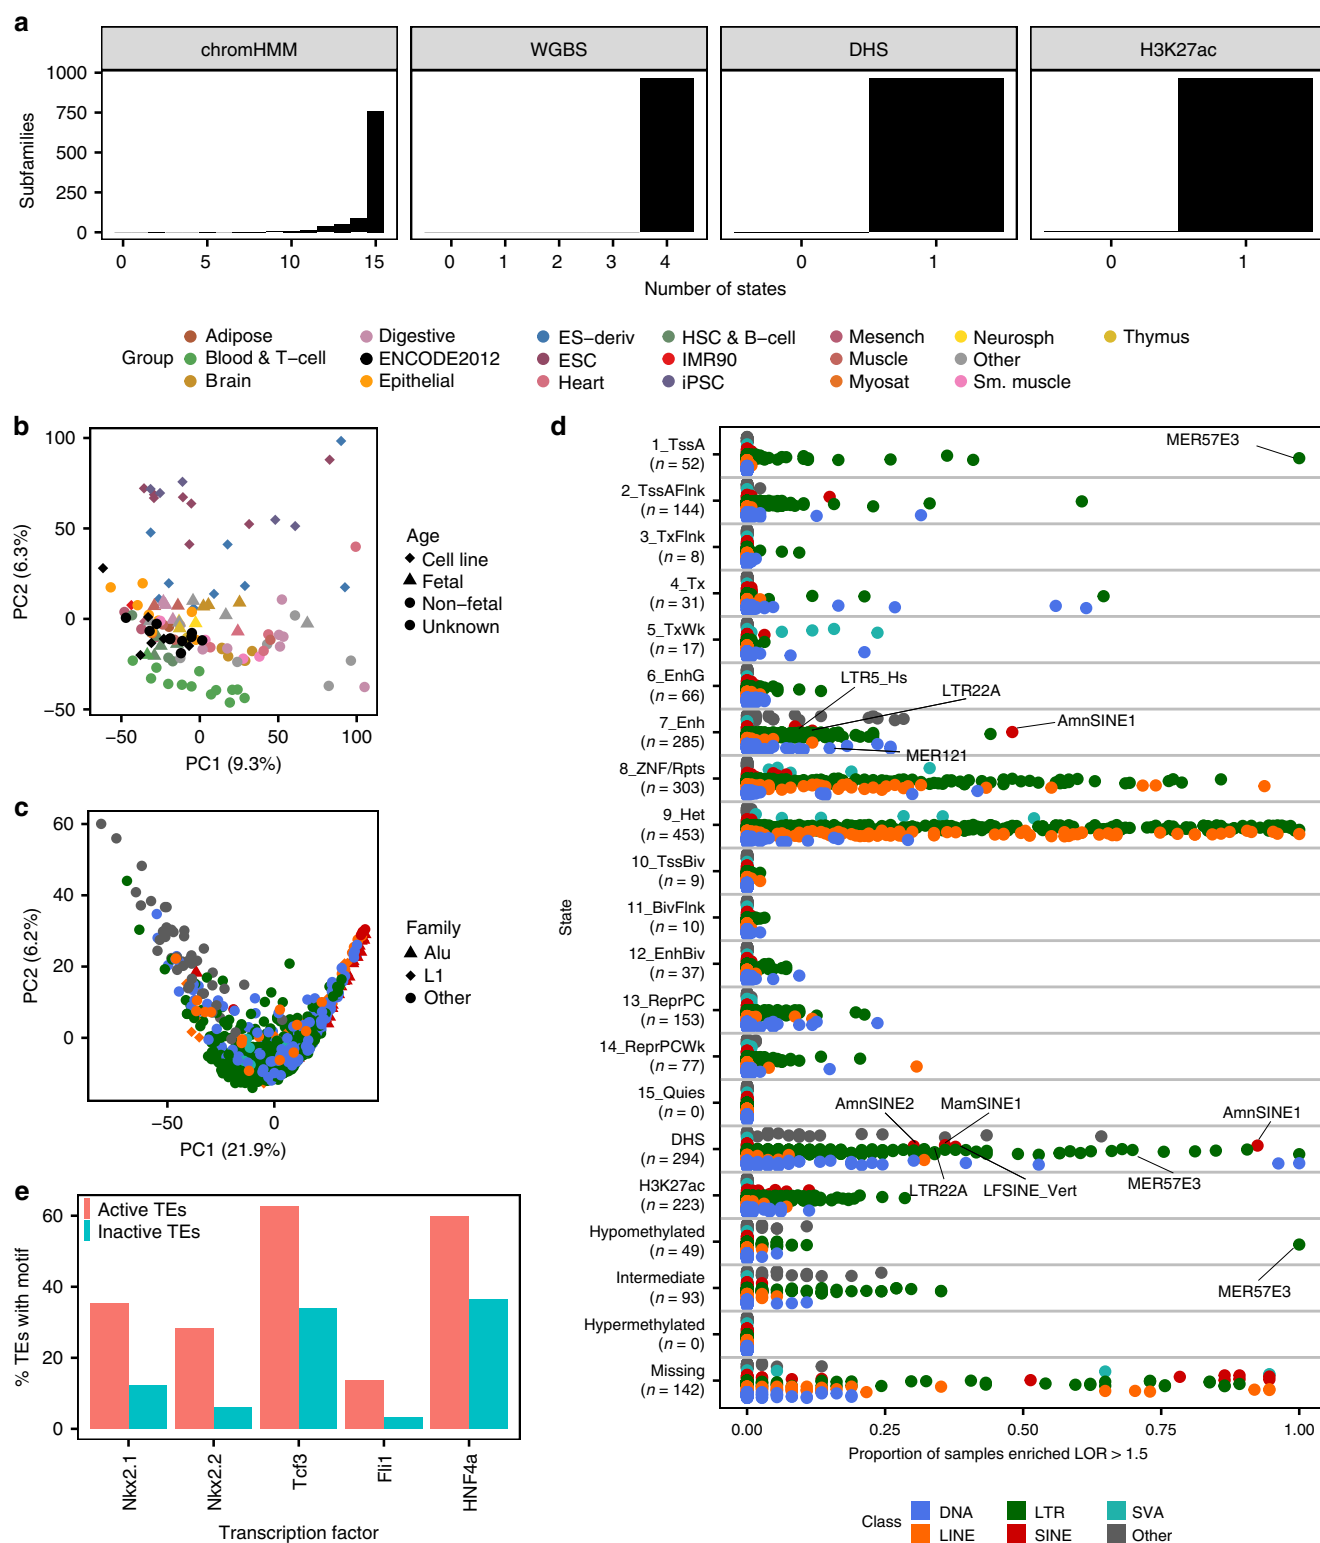 a
chromHMM WGBS DHS H3K27ac
Subfamilies
1000
750
500
250
0
0 5 10 15 0 1 2 3 4 0 1 0 1
Number of states
Group
Adipose Digestive ES−deriv HSC & B−cell Mesench Neurosph Thymus
Blood & T−cell ENCODE2012 ESC IMR90 Muscle Other
Brain Epithelial Heart iPSC Myosat Sm. muscle
b
PC2 (6.3%)
100
50
0
−50
−50 0 50 100
PC1 (9.3%)
Age
Cell line
Fetal
Non−fetal
Unknown
c
PC2 (6.2%)
60
40
20
0
−50 0
PC1 (21.9%)
Family
Alu
L1
Other
d
State
1_TssA
(n = 52)
2_TssAFlnk
(n = 144)
3_TxFlnk
(n = 8)
4_Tx
(n = 31)
5_TxWk
(n = 17)
6_EnhG
(n = 66)
7_Enh
(n = 285)
8_ZNF/Rpts
(n = 303)
9_Het
(n = 453)
10_TssBiv
(n = 9)
11_BivFlnk
(n = 10)
12_EnhBiv
(n = 37)
13_ReprPC
(n = 153)
14_ReprPCWk
(n = 77)
15_Quies
(n = 0)
DHS
(n = 294)
H3K27ac
(n = 223)
Hypomethylated
(n = 49)
Intermediate
(n = 93)
Hypermethylated
(n = 0)
Missing
(n = 142)
MER57E3
LTR5_Hs
LTR22A
AmnSINE1
MER121
AmnSINE2
MamSINE1
AmnSINE1
LTR22A
LFSINE_Vert
MER57E3
MER57E3
0.00 0.25 0.50 0.75 1.00
Proportion of samples enriched LOR > 1.5
Class
DNA LTR SVA
LINE SINE Other
e
% TEs with motif
60
40
20
0
Active TEs
Inactive TEs
Nkx2.1
Nkx2.2
Tcf3
Fli1
HNF4a
Transcription factor